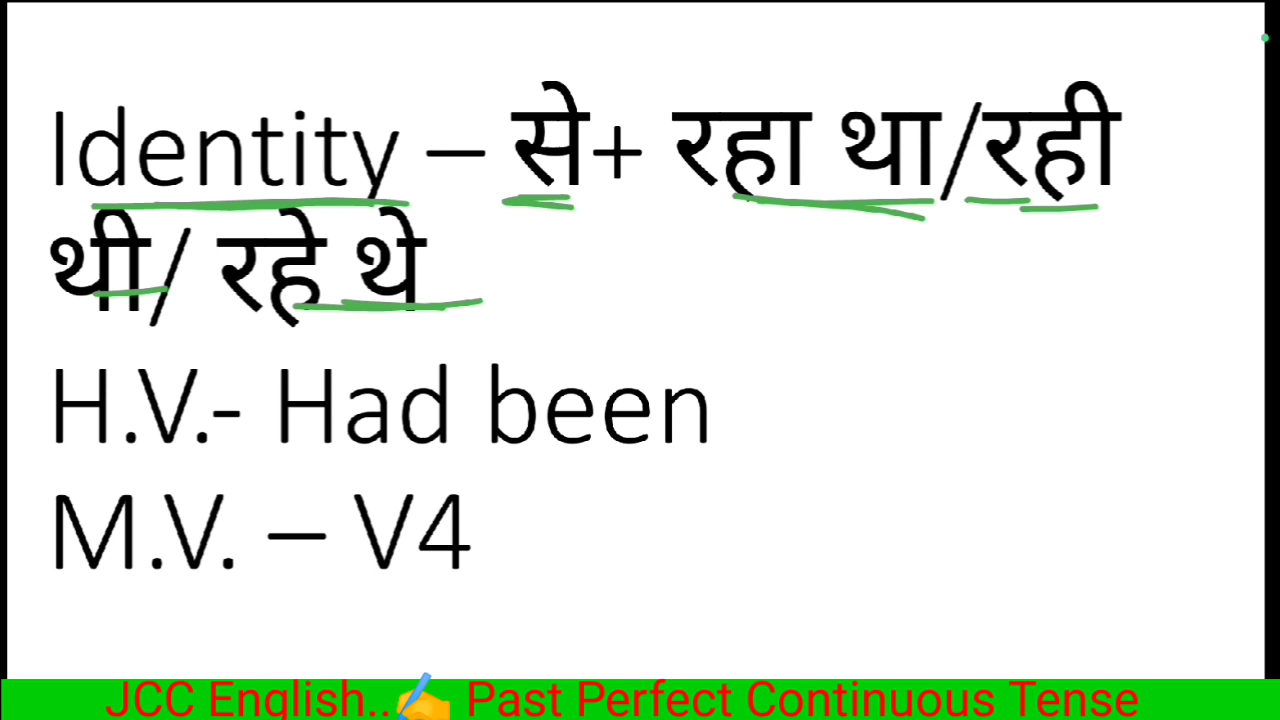 Identity – से+ रहा था/रही
थी/ रहे थे
H.V.- Had been
M.V. – V4
JCC English..✍️ Past Perfect Continuous Tense